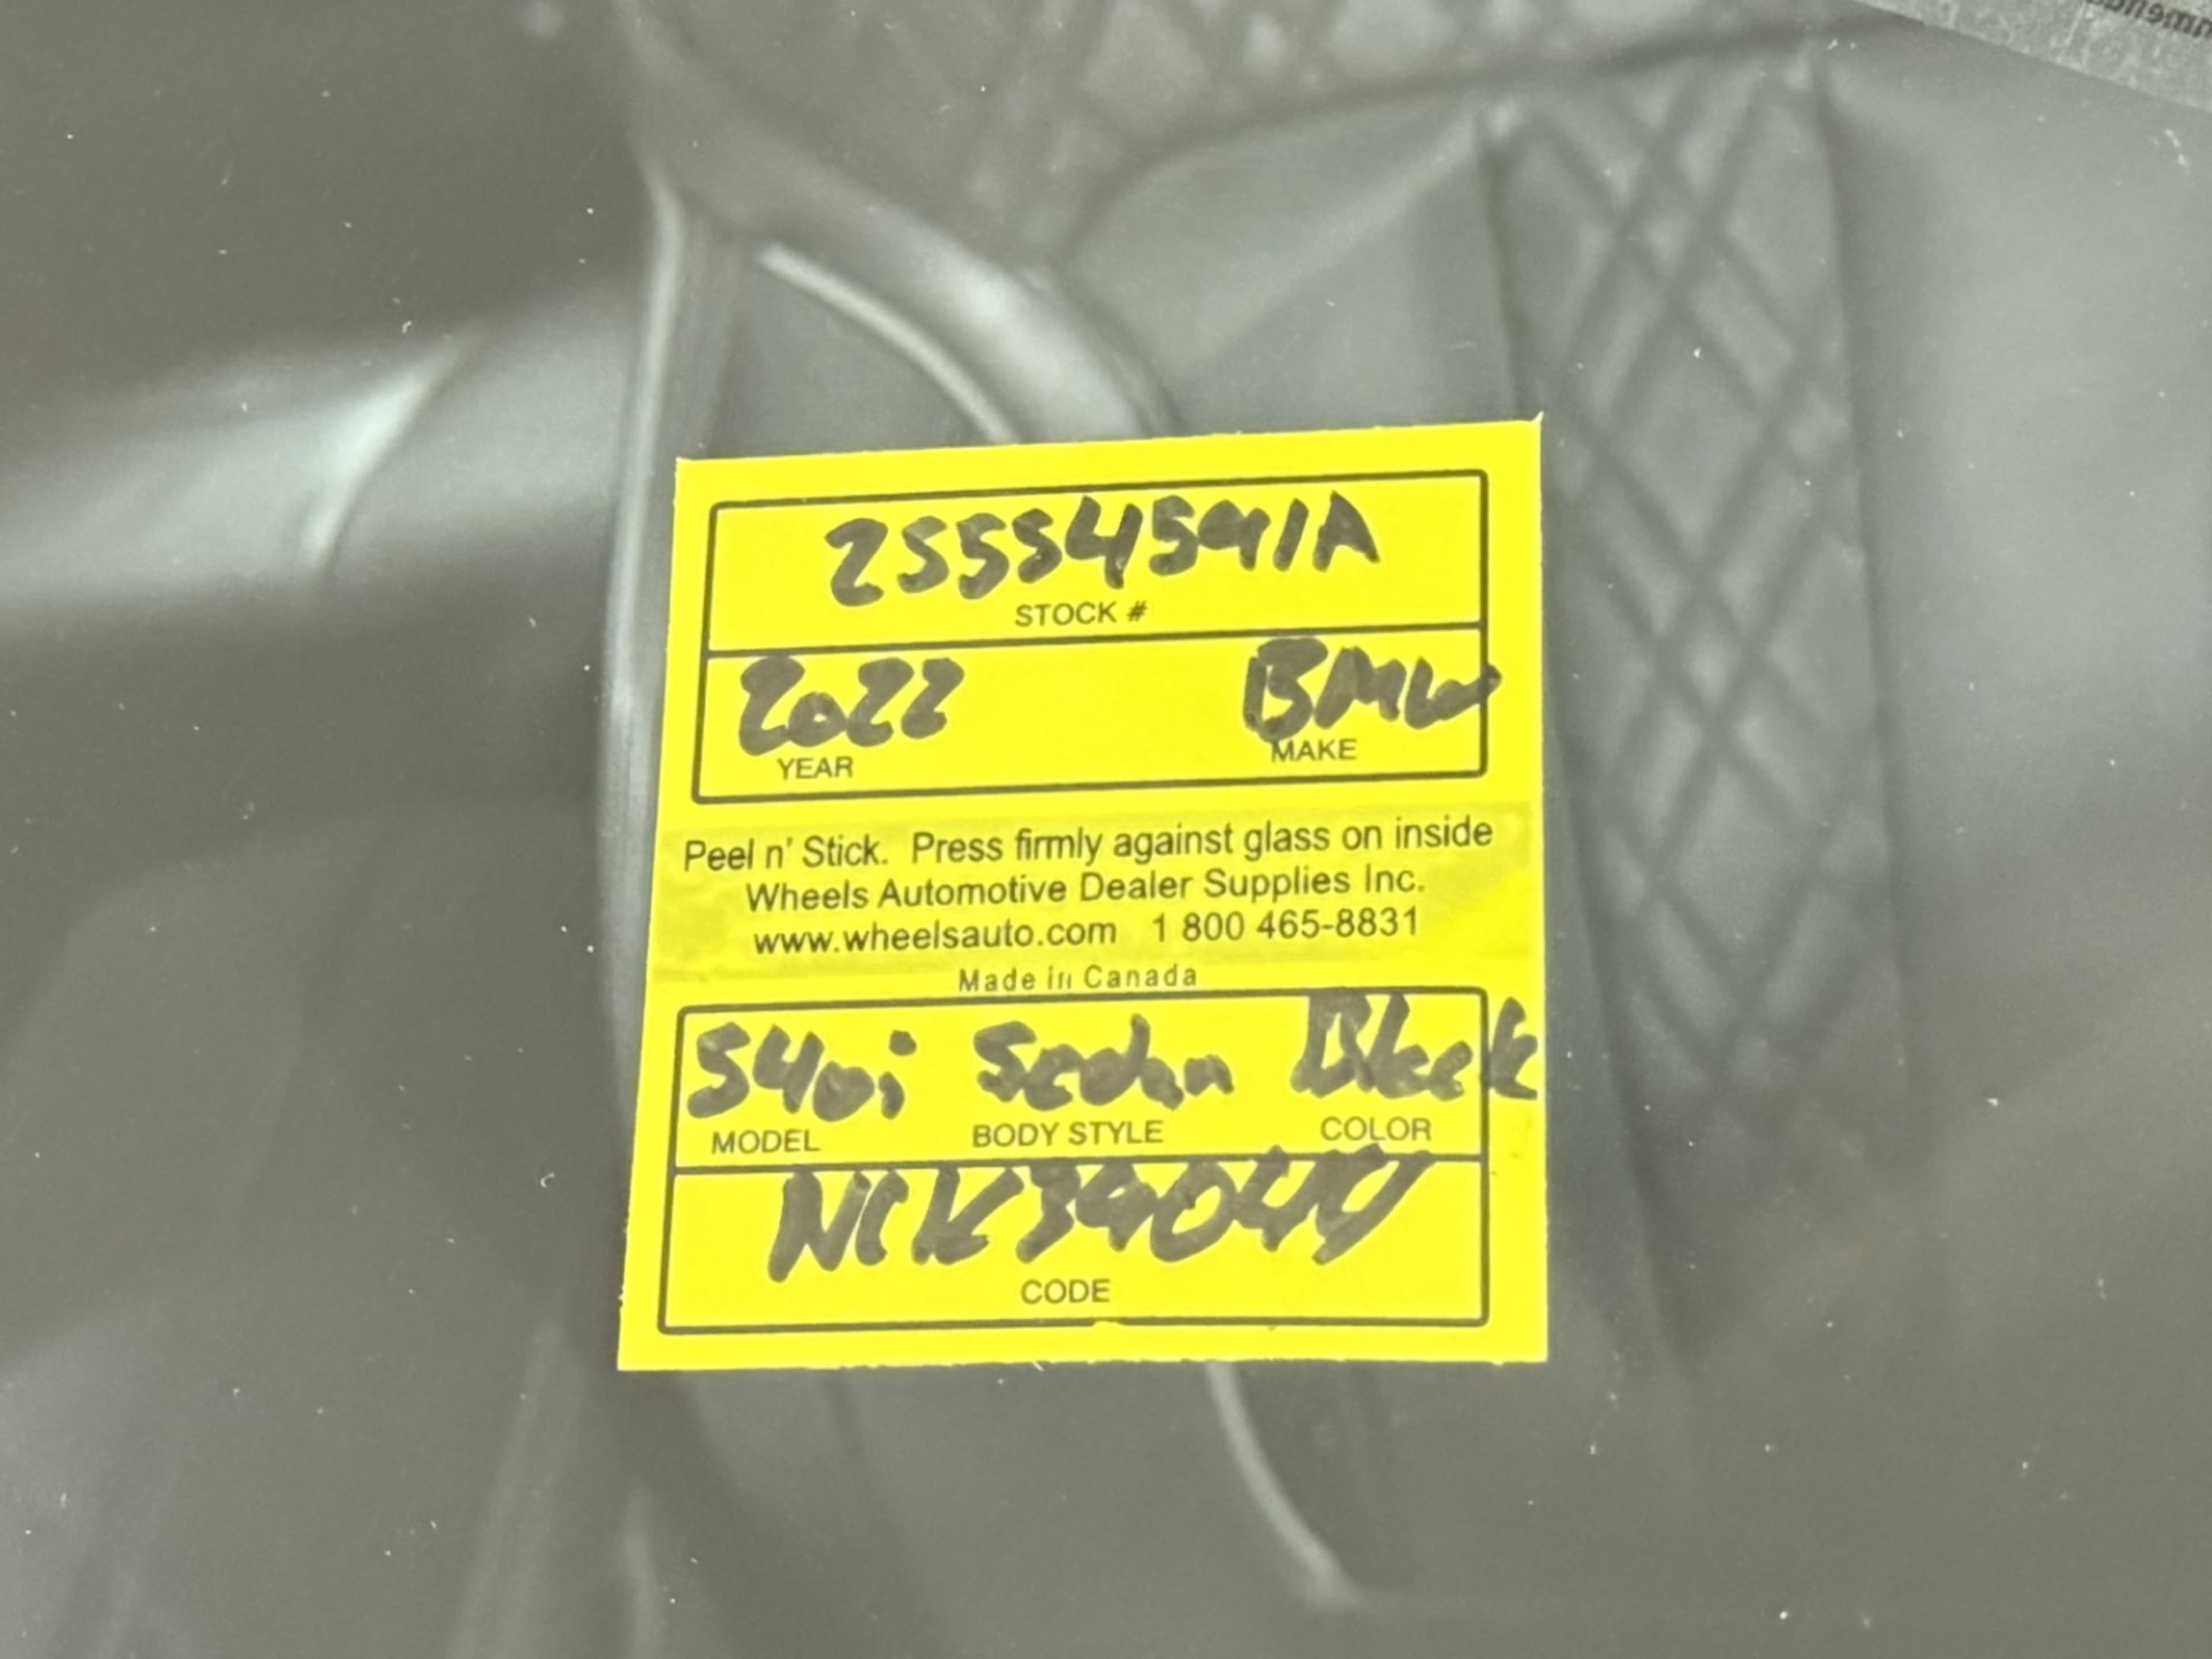 25554591A
STOCK #
2022 BMW
YEAR MAKE
Peel n' Stick. Press firmly against glass on inside
Wheels Automotive Dealer Supplies Inc.
www.wheelsauto.com 1 800 465-8831
Made in Canada
540i Sedan Black
MODEL BODY STYLE COLOR
CODE